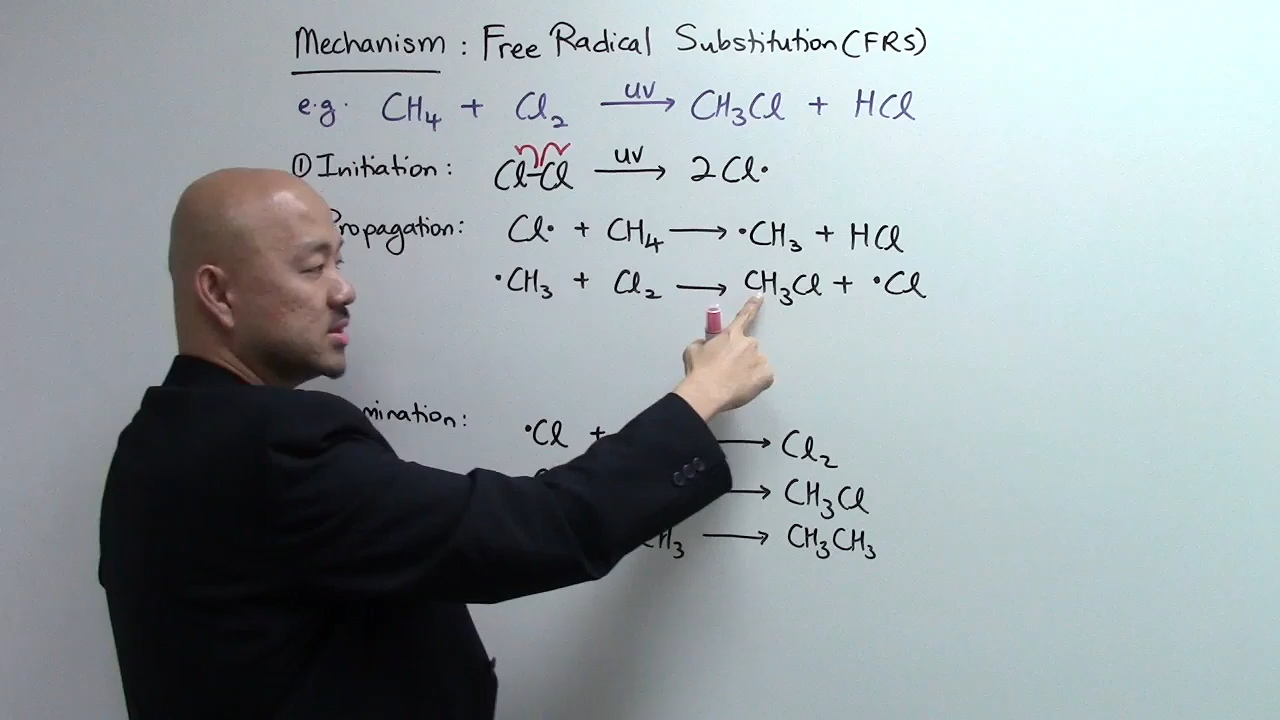 Mechanism : Free Radical Substitution (FRS)
e.g. CH₄ + Cl₂ —uv→ CH₃Cl + HCl
① Initiation : Cl–Cl —uv→ 2Cl•
Propagation: Cl• + CH₄ → •CH₃ + HCl
•CH₃ + Cl₂ → CH₃Cl + •Cl
mination: •Cl + → Cl₂
→ CH₃Cl
CH₃ → CH₃CH₃